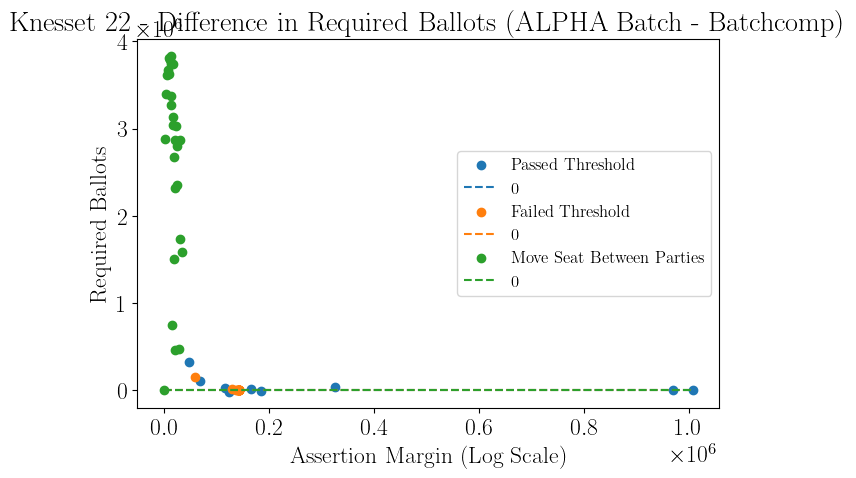 Knesset 22 - Difference in Required Ballots (ALPHA Batch - Batchcomp)
×10⁶
4
3
2
1
0
Required Ballots
Passed Threshold
0
Failed Threshold
0
Move Seat Between Parties
0
0.0 0.2 0.4 0.6 0.8 1.0
×10⁶
Assertion Margin (Log Scale)